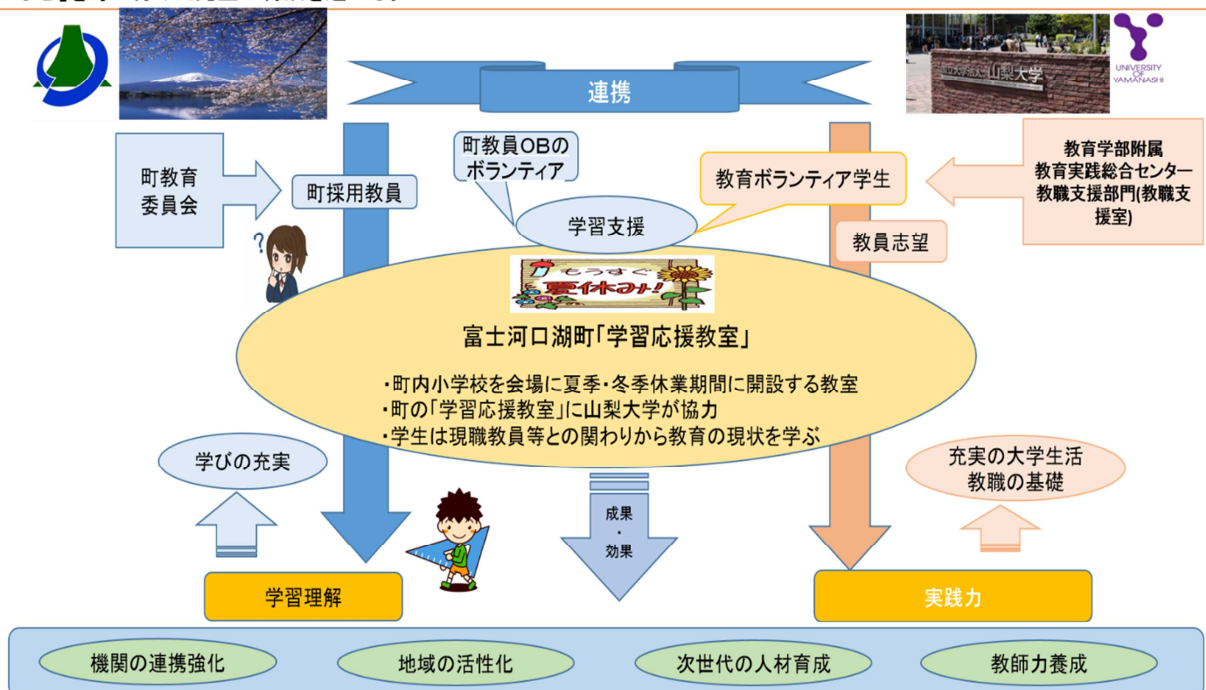 連携
国立大学法人 山梨大学
UNIVERSITY
OF
YAMANASHI
町教育
委員会
町採用教員
町教員OBの
ボランティア
教育ボランティア学生
教育学部附属
教育実践総合センター
教職支援部門(教職支
援室)
学習支援
教員志望
?
もうすぐ
夏休み!
富士河口湖町「学習応援教室」
・町内小学校を会場に夏季・冬季休業期間に開設する教室
・町の「学習応援教室」に山梨大学が協力
・学生は現職教員等との関わりから教育の現状を学ぶ
学びの充実
充実の大学生活
教職の基礎
成果
・
効果
学習理解
実践力
機関の連携強化
地域の活性化
次世代の人材育成
教師力養成